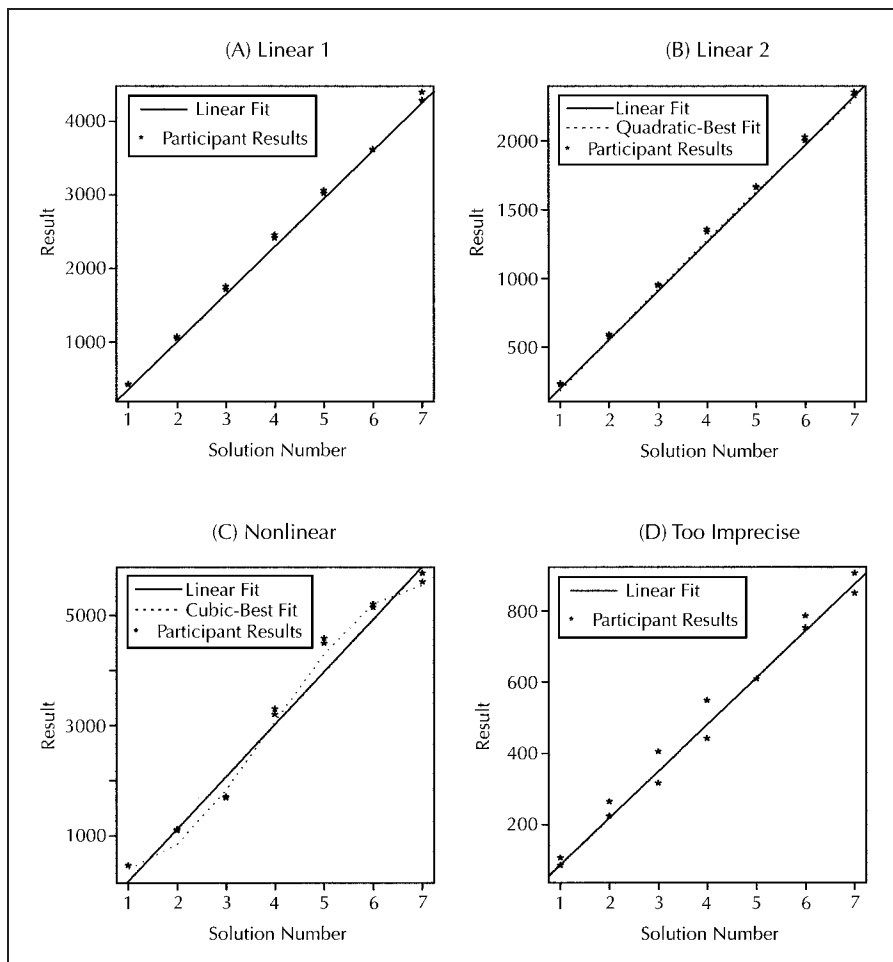 (A) Linear 1
Linear Fit
Participant Results
4000
3000
2000
1000
Result
1 2 3 4 5 6 7
Solution Number
(B) Linear 2
Linear Fit
Quadratic-Best Fit
Participant Results
2000
1500
1000
500
Result
1 2 3 4 5 6 7
Solution Number
(C) Nonlinear
Linear Fit
Cubic-Best Fit
Participant Results
5000
3000
1000
Result
1 2 3 4 5 6 7
Solution Number
(D) Too Imprecise
Linear Fit
Participant Results
800
600
400
200
Result
1 2 3 4 5 6 7
Solution Number